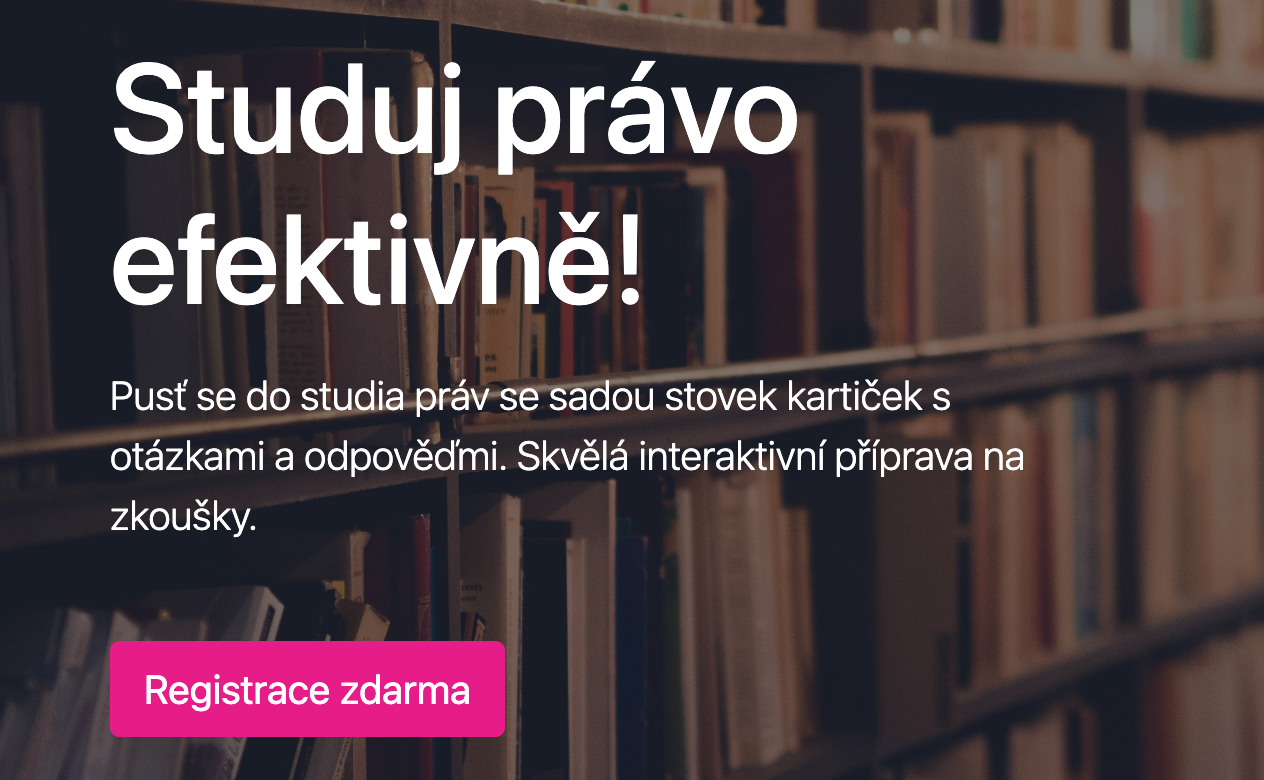 Studuj právo
efektivně!
Pusť se do studia práv se sadou stovek kartiček s
otázkami a odpověďmi. Skvělá interaktivní příprava na
zkoušky.
Registrace zdarma